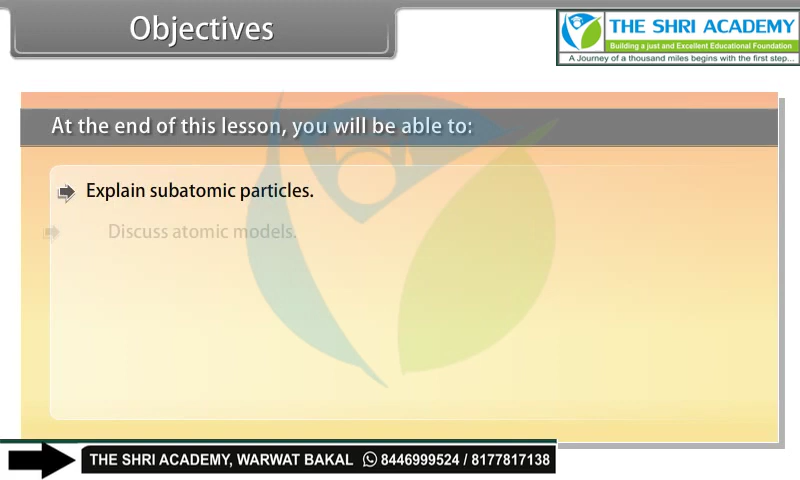 Objectives
THE SHRI ACADEMY
Building a just and Excellent Educational Foundation
A Journey of a thousand miles begins with the first step...
At the end of this lesson, you will be able to:
Explain subatomic particles.
Discuss atomic models.
THE SHRI ACADEMY, WARWAT BAKAL 8446999524 / 8177817138